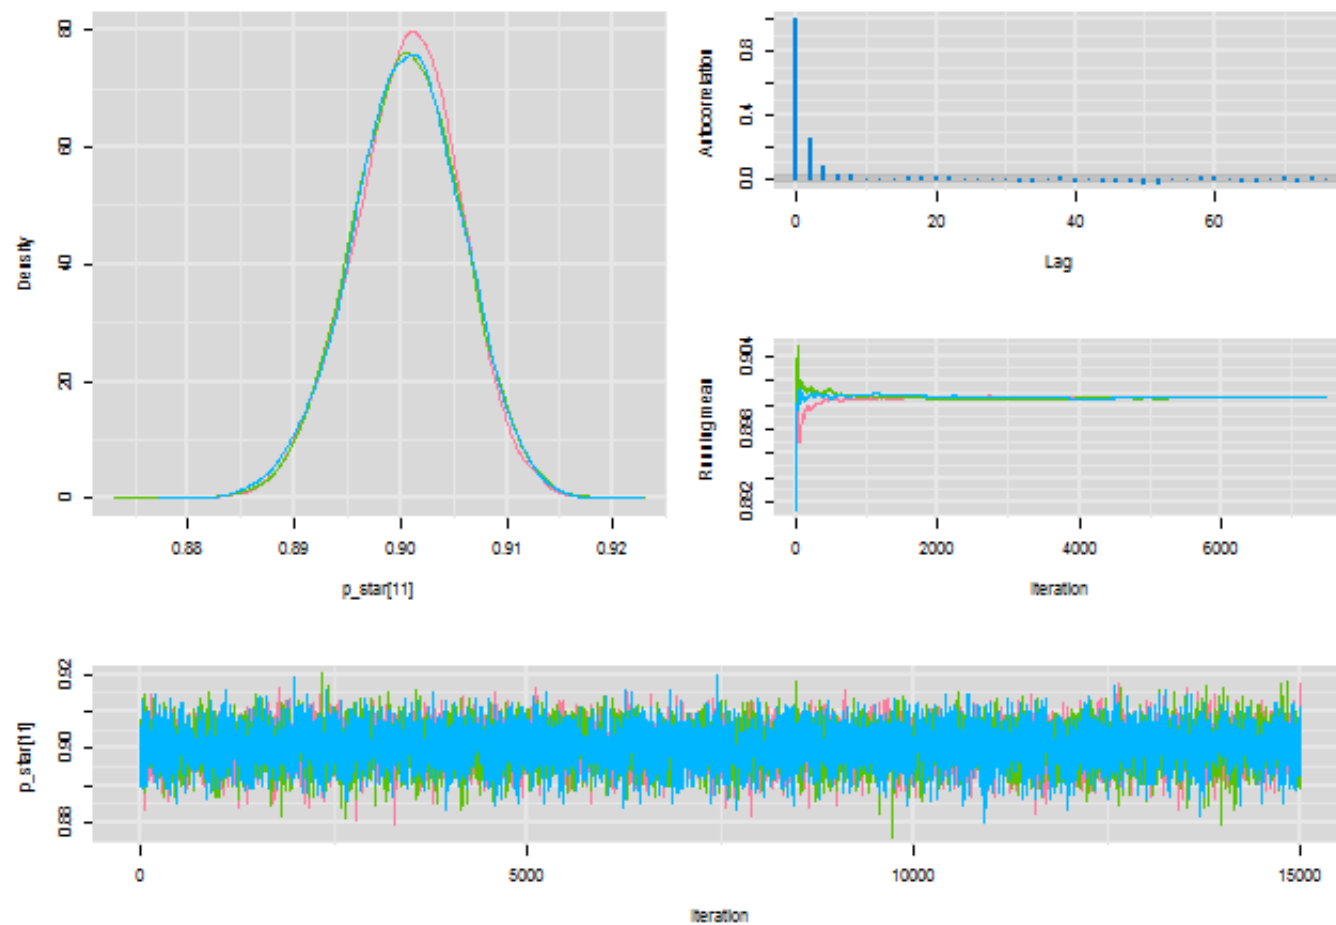 80
60
40
20
0
Density
0.88 0.89 0.90 0.91 0.92
p_star[11]
0.8
0.4
0.0
Autocorrelation
0 20 40 60
Lag
0.904
0.896
0.892
Running mean
0 2000 4000 6000
Iteration
0.92
0.90
0.88
p_star[11]
0 5000 10000 15000
Iteration